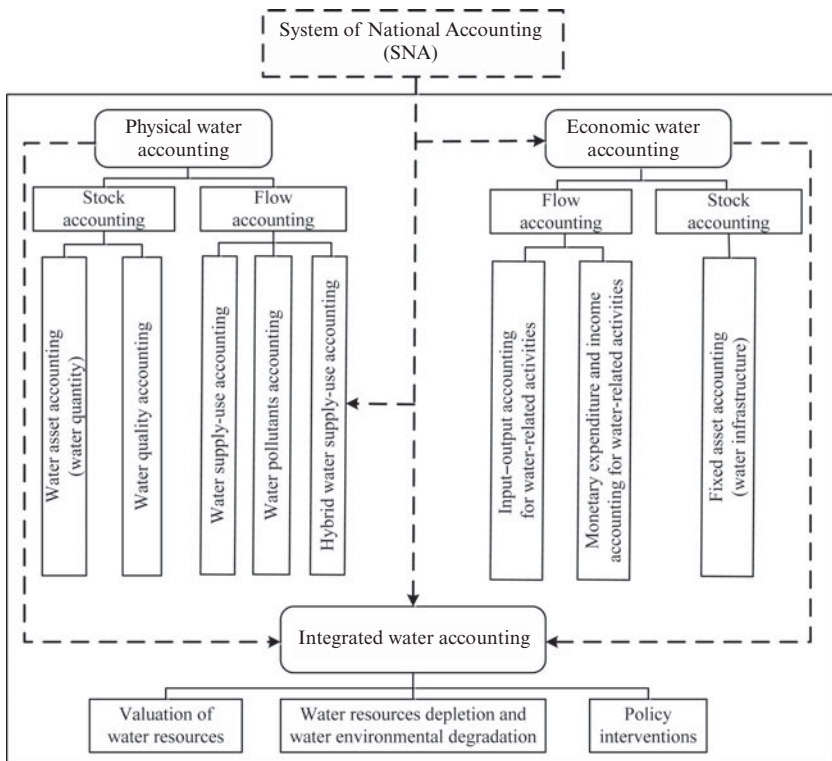 System of National Accounting
(SNA)
Physical water
accounting
Economic water
accounting
Stock
accounting
Flow
accounting
Flow
accounting
Stock
accounting
Water asset accounting
(water quantity)
Water quality accounting
Water supply-use accounting
Water pollutants accounting
Hybrid water supply-use accounting
Input–output accounting
for water-related activities
Monetary expenditure and income
accounting for water-related activities
Fixed asset accounting
(water infrastructure)
Integrated water accounting
Valuation of
water resources
Water resources depletion and
water environmental degradation
Policy
interventions